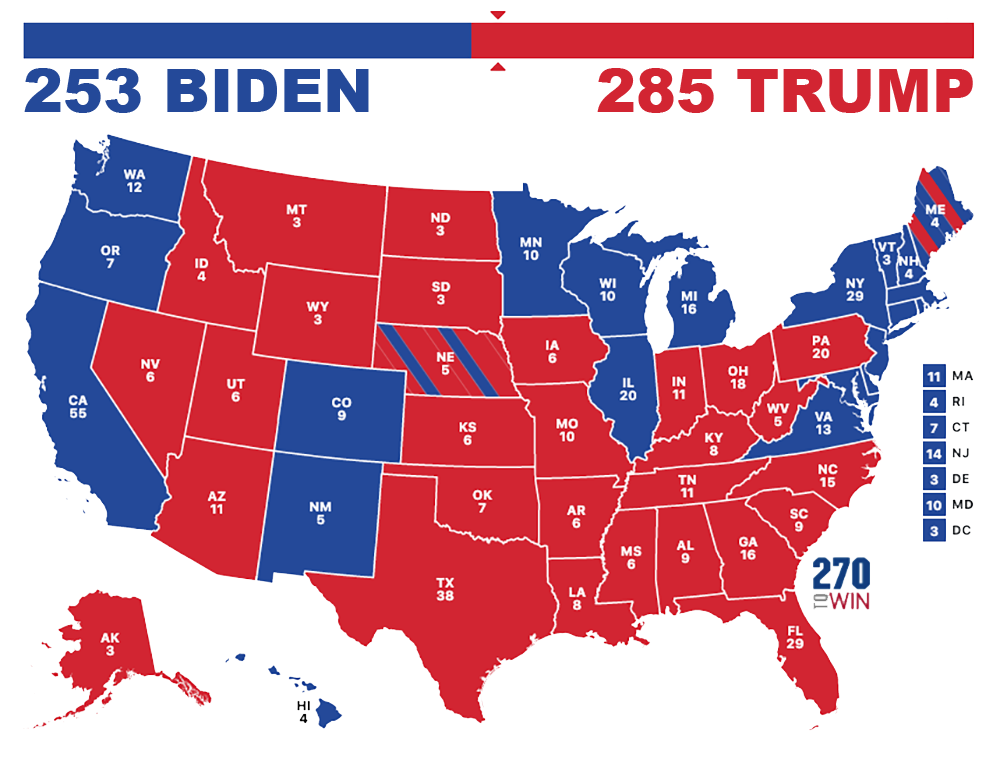 253 BIDEN
285 TRUMP
WA
12
OR
7
CA
55
NV
6
ID
4
MT
3
WY
3
UT
6
AZ
11
CO
9
NM
5
ND
3
SD
3
NE
5
KS
6
OK
7
TX
38
MN
10
IA
6
MO
10
AR
6
LA
8
WI
10
IL
20
MI
16
IN
11
OH
18
KY
8
TN
11
MS
6
AL
9
GA
16
FL
29
SC
9
NC
15
VA
13
WV
5
PA
20
NY
29
VT
3
NH
4
ME
4
11 MA
4 RI
7 CT
14 NJ
3 DE
10 MD
3 DC
AK
3
HI
4
270
TO WIN